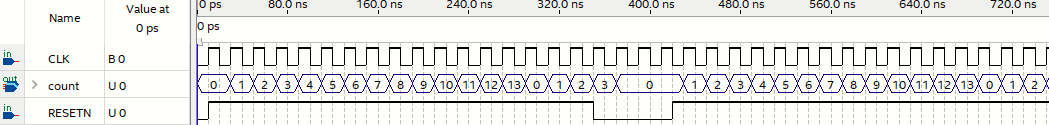 Name Value at 0 ps 0 ps 80.0 ns 160.0 ns 240.0 ns 320.0 ns 400.0 ns 480.0 ns 560.0 ns 640.0 ns 720.0 ns
0 ps
in CLK B 0
out > count U 0 0 1 2 3 4 5 6 7 8 9 10 11 12 13 0 1 2 3 0 1 2 3 4 5 6 7 8 9 10 11 12 13 0 1 2
in RESETN U 0